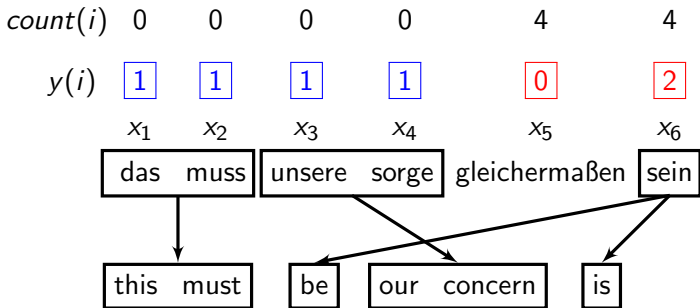 count(i) 0 0 0 0 4 4
y(i) 1 1 1 1 0 2
x₁ x₂ x₃ x₄ x₅ x₆
das muss unsere sorge gleichermaßen sein
this must be our concern is